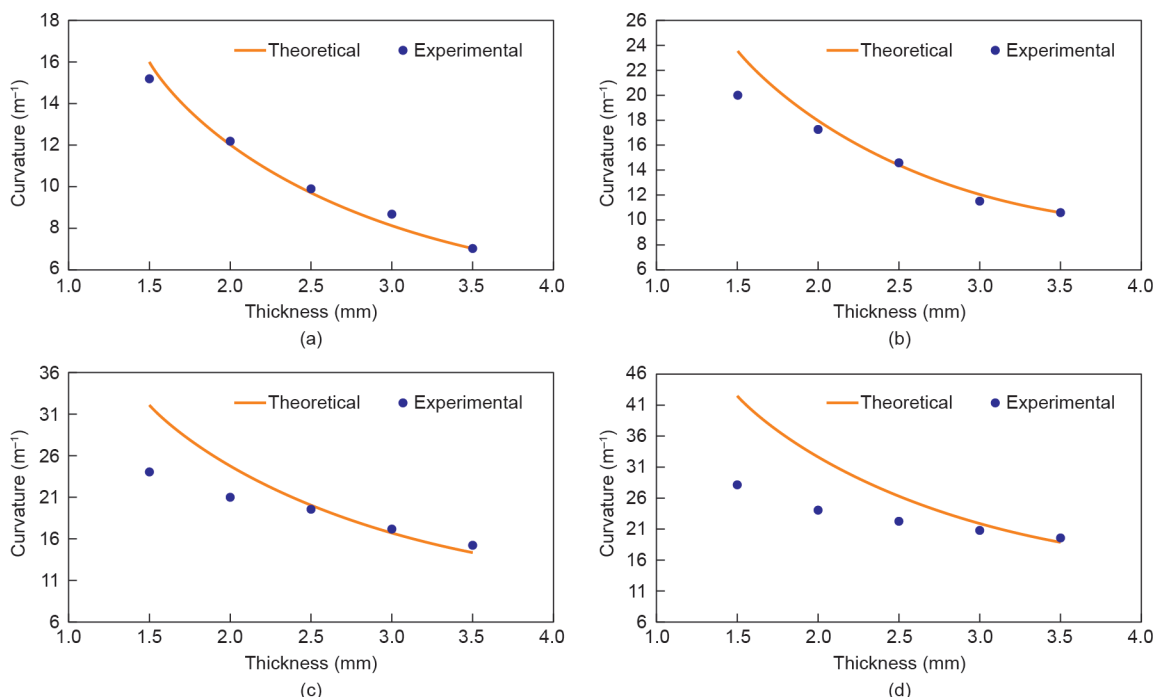 18
16
14
12
10
8
6
Curvature (m⁻¹)
Theoretical
Experimental
1.0 1.5 2.0 2.5 3.0 3.5 4.0
Thickness (mm)
(a)
26
24
22
20
18
16
14
12
10
8
6
Curvature (m⁻¹)
Theoretical
Experimental
1.0 1.5 2.0 2.5 3.0 3.5 4.0
Thickness (mm)
(b)
36
31
26
21
16
11
6
Curvature (m⁻¹)
Theoretical
Experimental
1.0 1.5 2.0 2.5 3.0 3.5 4.0
Thickness (mm)
(c)
46
41
36
31
26
21
16
11
6
Curvature (m⁻¹)
Theoretical
Experimental
1.0 1.5 2.0 2.5 3.0 3.5 4.0
Thickness (mm)
(d)